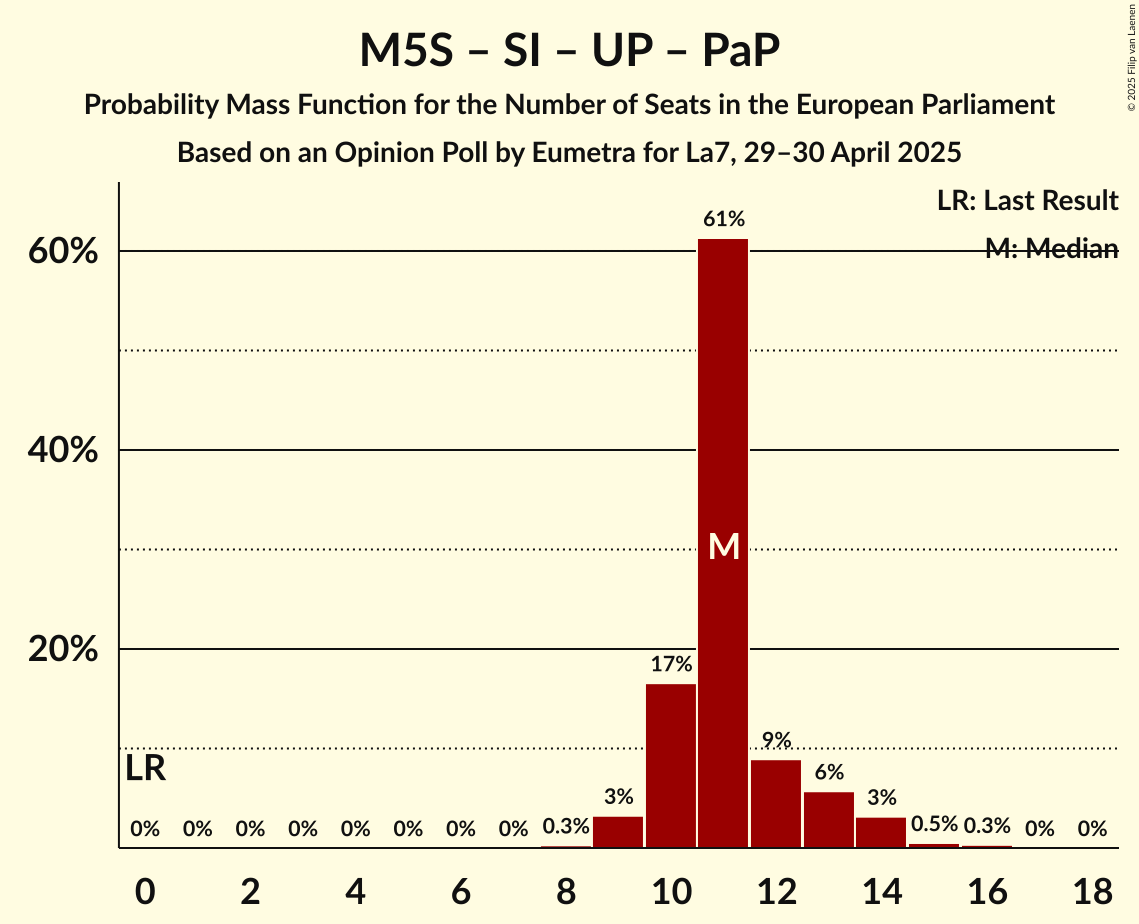 M5S – SI – UP – PaP
Probability Mass Function for the Number of Seats in the European Parliament
Based on an Opinion Poll by Eumetra for La7, 29–30 April 2025
© 2025 Filip van Laenen
LR: Last Result
M: Median
60%
40%
20%
61%
M
17%
9%
6%
3%
3%
LR
0% 0% 0% 0% 0% 0% 0% 0% 0.3% 0.5% 0.3% 0% 0%
0 2 4 6 8 10 12 14 16 18